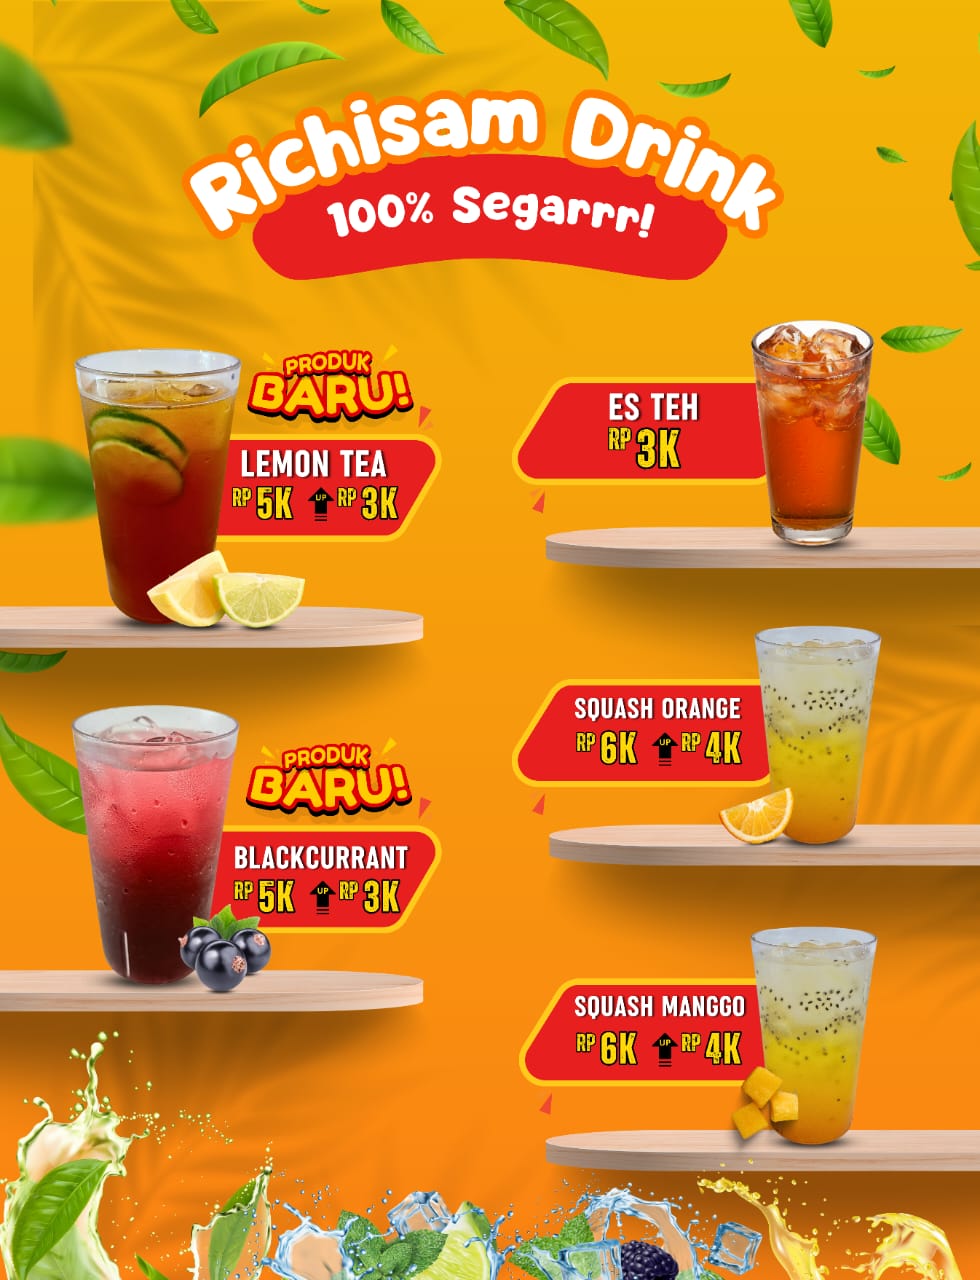 Richisam Drink
100% Segarrr!
PRODUK
BARU!
LEMON TEA
RP 5K UP RP 3K
ES TEH
RP 3K
SQUASH ORANGE
RP 6K UP RP 4K
PRODUK
BARU!
BLACKCURRANT
RP 5K UP RP 3K
SQUASH MANGGO
RP 6K UP RP 4K